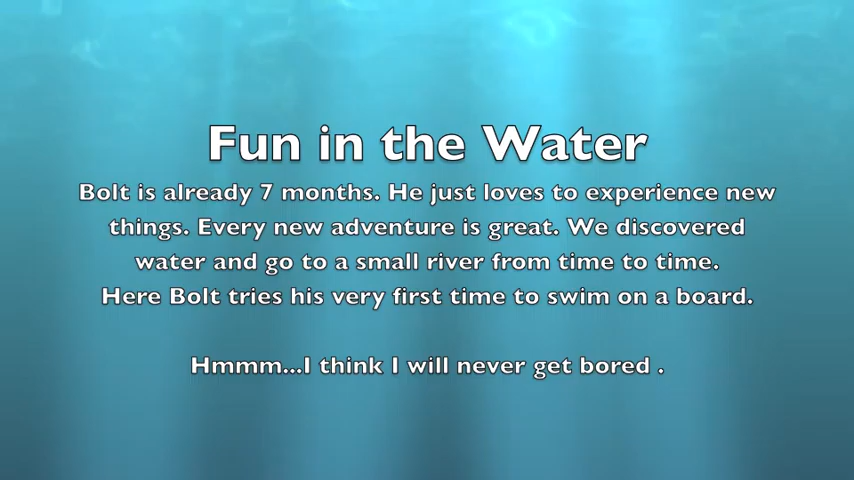 Fun in the Water
Bolt is already 7 months. He just loves to experience new
things. Every new adventure is great. We discovered
water and go to a small river from time to time.
Here Bolt tries his very first time to swim on a board.
Hmmm...I think I will never get bored .